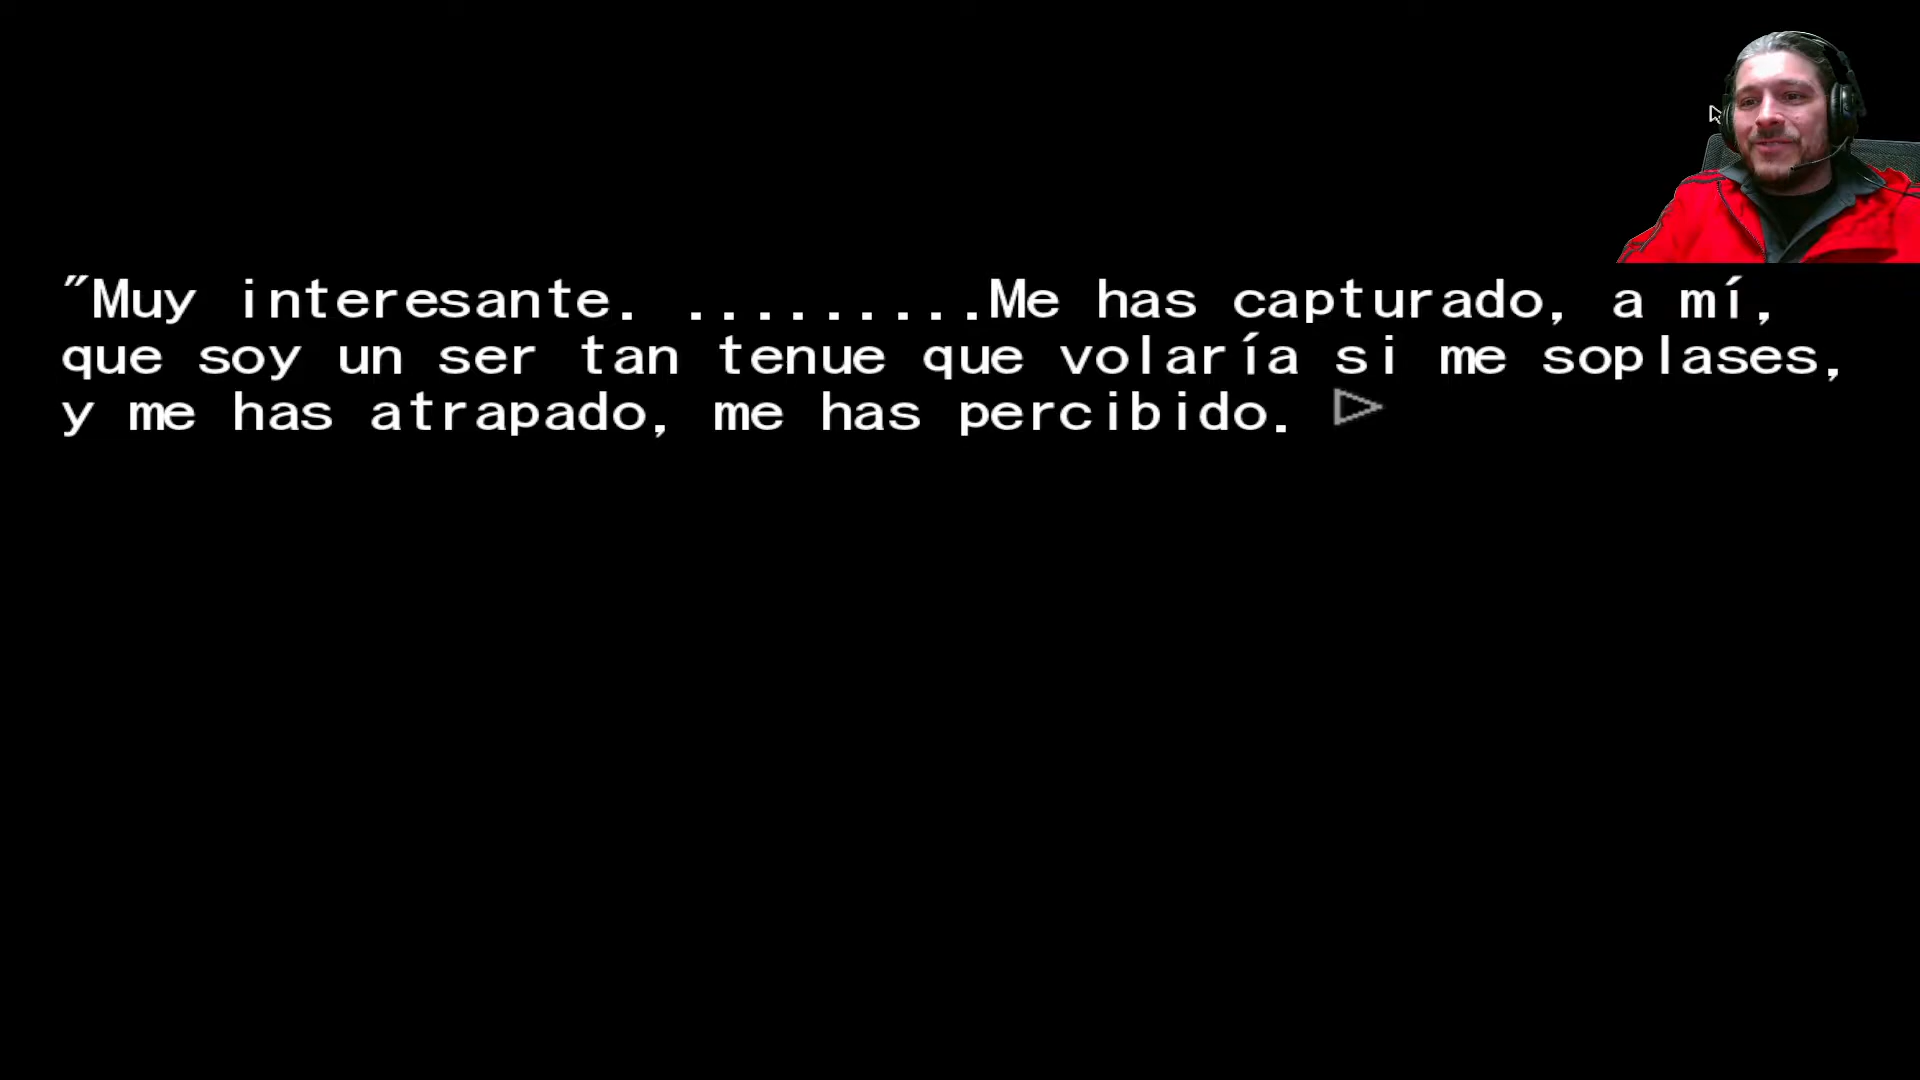 "Muy interesante. .........Me has capturado, a mí,
que soy un ser tan tenue que volaría si me soplases,
y me has atrapado, me has percibido.